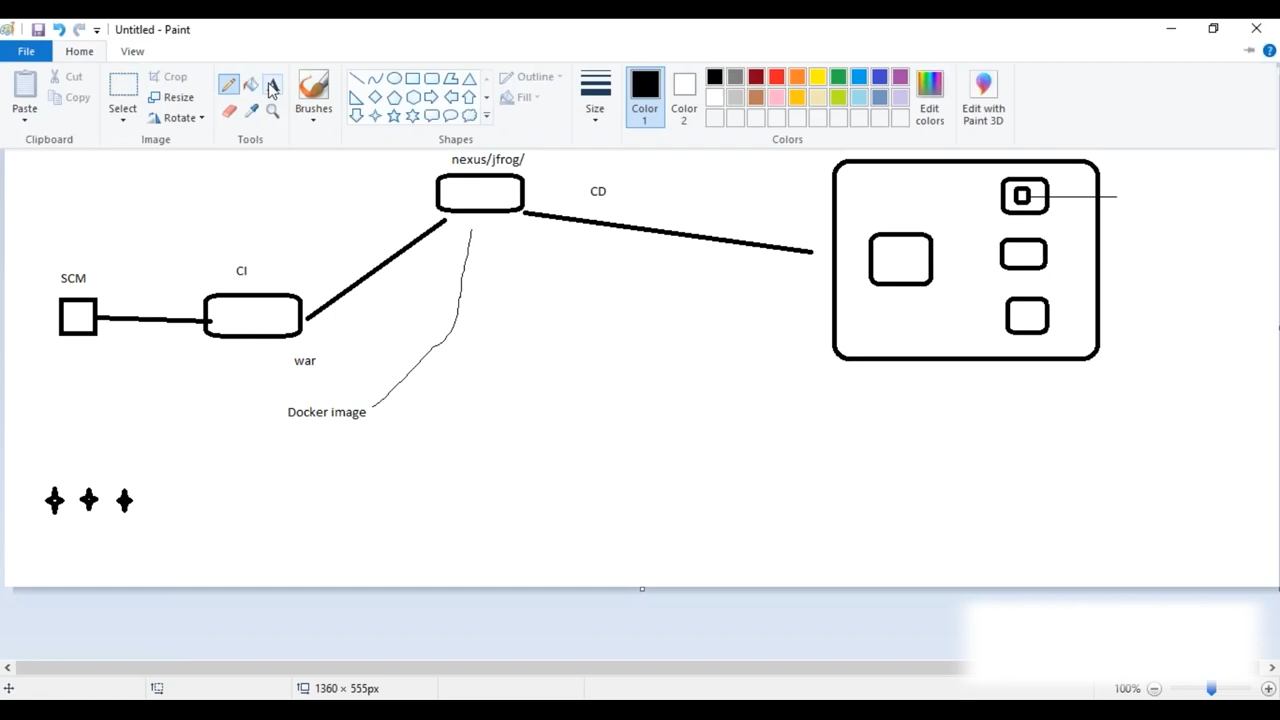 Untitled - Paint
File
Home
View
Paste
Cut
Copy
Clipboard
Select
Crop
Resize
Rotate
Image
Tools
Brushes
Outline
Fill
Shapes
Size
Color
1
Color
2
Colors
Edit
colors
Edit with
Paint 3D
nexus/jfrog/
CD
CI
SCM
war
Docker image
1360 × 555px
100%